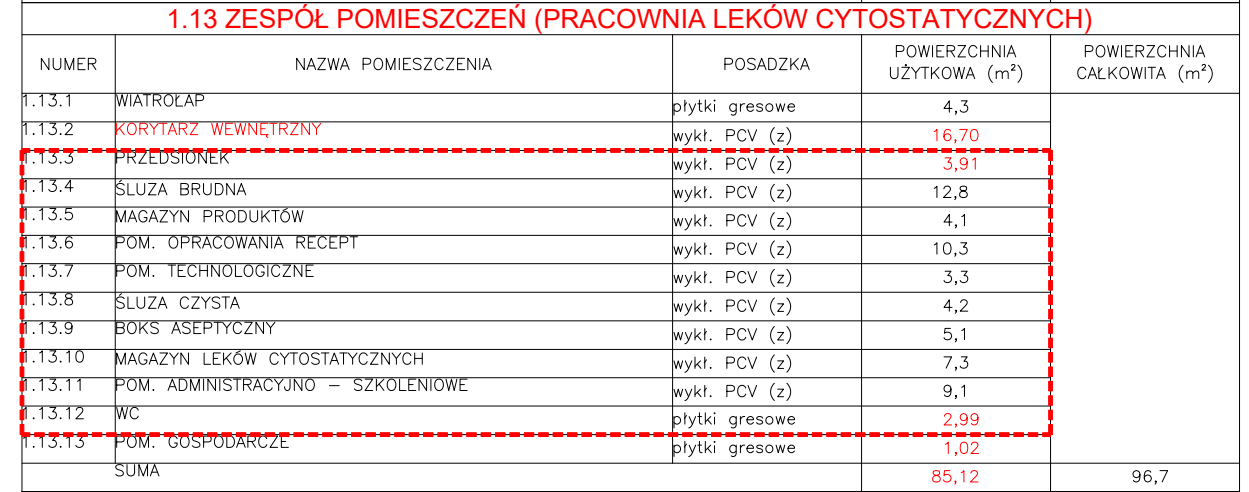 1.13 ZESPÓŁ POMIESZCZEŃ (PRACOWNIA LEKÓW CYTOSTATYCZNYCH)
NUMER NAZWA POMIESZCZENIA POSADZKA POWIERZCHNIA UŻYTKOWA (m²) POWIERZCHNIA CAŁKOWITA (m²)
1.13.1 WIATROŁAP płytki gresowe 4,3
1.13.2 KORYTARZ WEWNĘTRZNY wykł. PCV (z) 16,70
1.13.3 PRZEDSIONEK wykł. PCV (z) 3,91
1.13.4 ŚLUZA BRUDNA wykł. PCV (z) 12,8
1.13.5 MAGAZYN PRODUKTÓW wykł. PCV (z) 4,1
1.13.6 POM. OPRACOWANIA RECEPT wykł. PCV (z) 10,3
1.13.7 POM. TECHNOLOGICZNE wykł. PCV (z) 3,3
1.13.8 ŚLUZA CZYSTA wykł. PCV (z) 4,2
1.13.9 BOKS ASEPTYCZNY wykł. PCV (z) 5,1
1.13.10 MAGAZYN LEKÓW CYTOSTATYCZNYCH wykł. PCV (z) 7,3
1.13.11 POM. ADMINISTRACYJNO – SZKOLENIOWE wykł. PCV (z) 9,1
1.13.12 WC płytki gresowe 2,99
1.13.13 POM. GOSPODARCZE płytki gresowe 1,02
SUMA 85,12 96,7